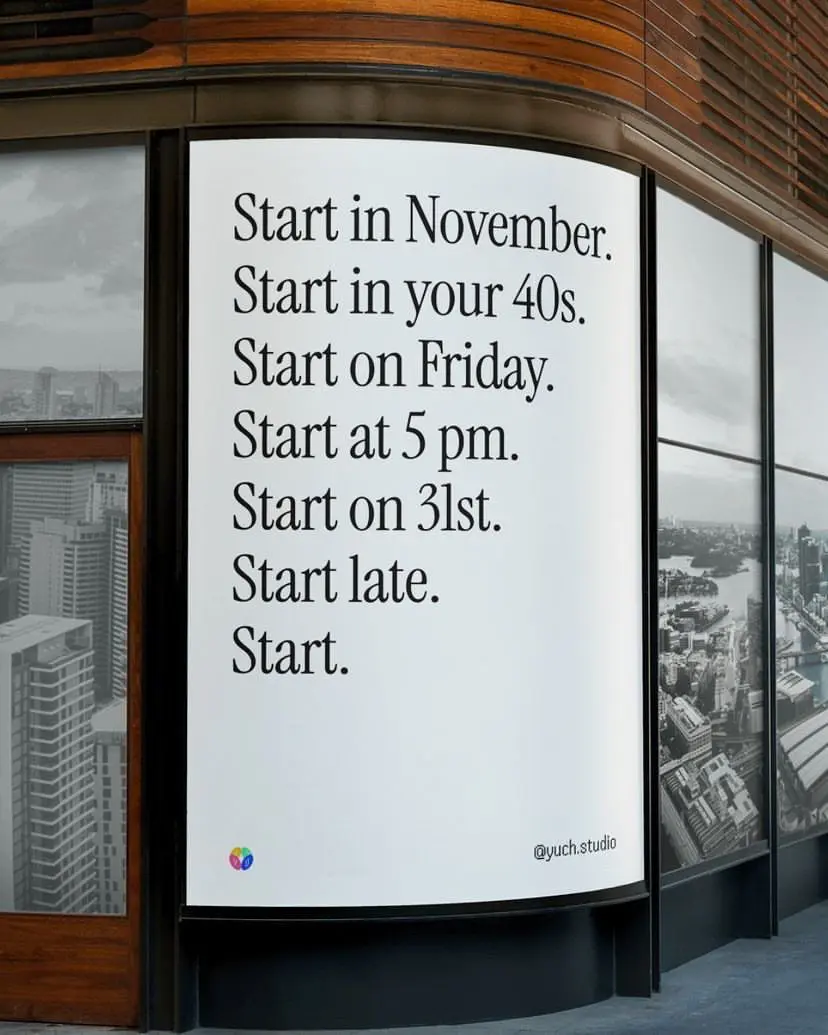 Start in November.
Start in your 40s.
Start on Friday.
Start at 5 pm.
Start on 31st.
Start late.
Start.
@yuch.studio